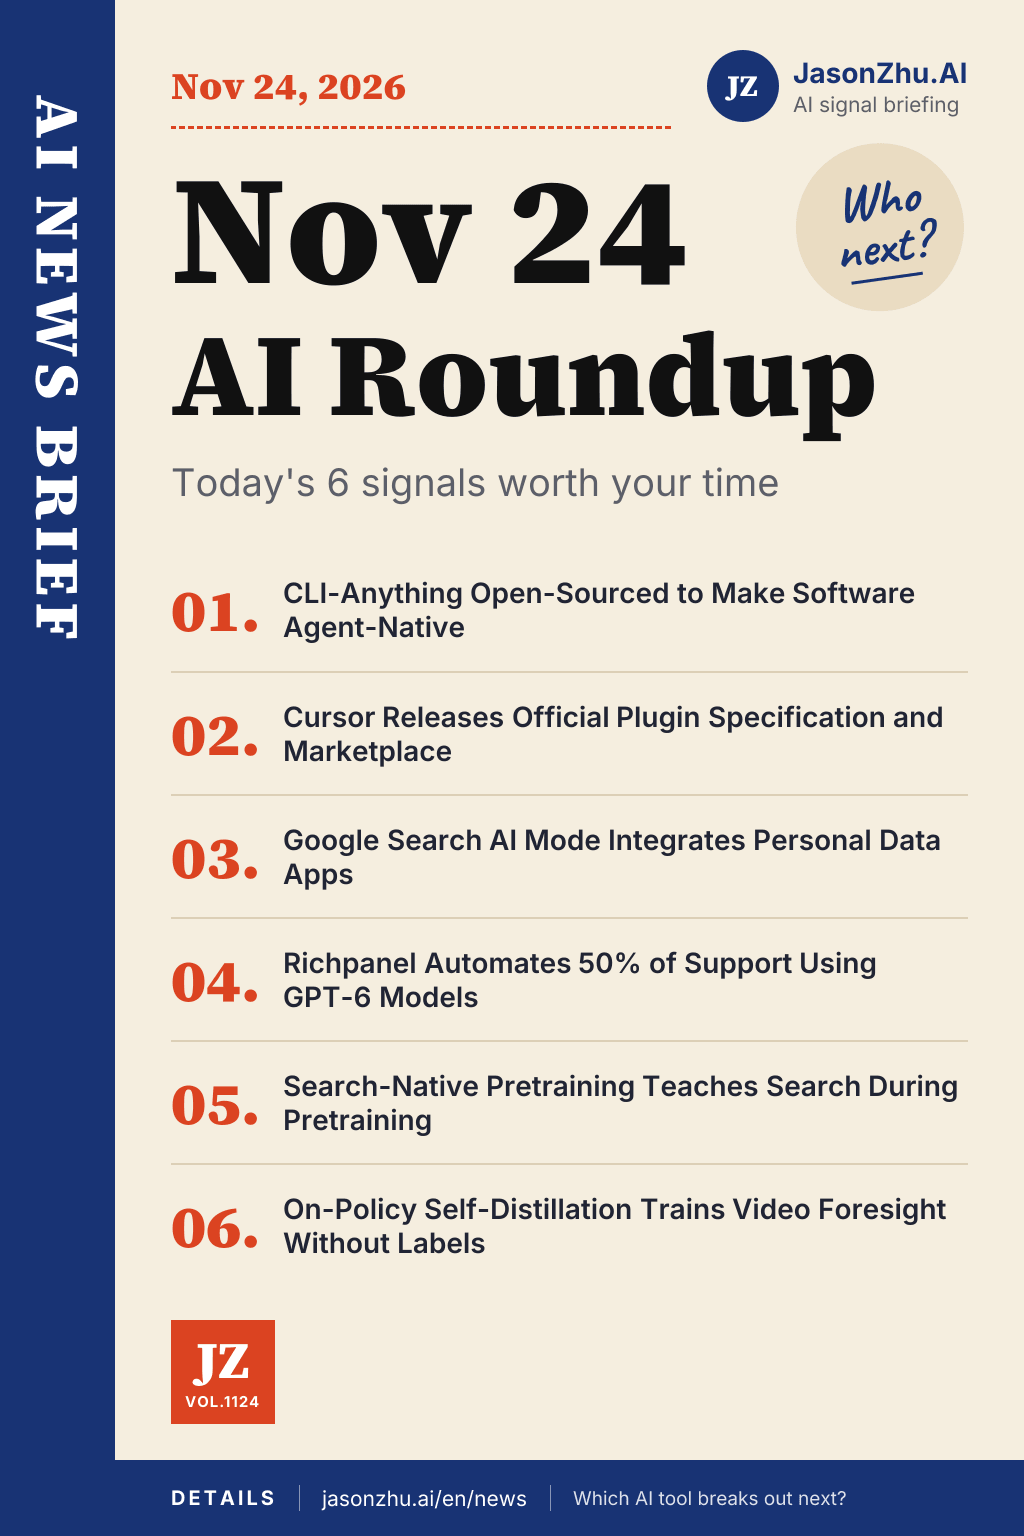 AI NEWS BRIEF
Nov 24, 2026
JZ
JasonZhu.AI
AI signal briefing
Nov 24
AI Roundup
Who
next?
Today's 6 signals worth your time
01. CLI-Anything Open-Sourced to Make Software
Agent-Native
02. Cursor Releases Official Plugin Specification and
Marketplace
03. Google Search AI Mode Integrates Personal Data
Apps
04. Richpanel Automates 50% of Support Using
GPT-6 Models
05. Search-Native Pretraining Teaches Search During
Pretraining
06. On-Policy Self-Distillation Trains Video Foresight
Without Labels
JZ
VOL.1124
DETAILS jasonzhu.ai/en/news Which AI tool breaks out next?